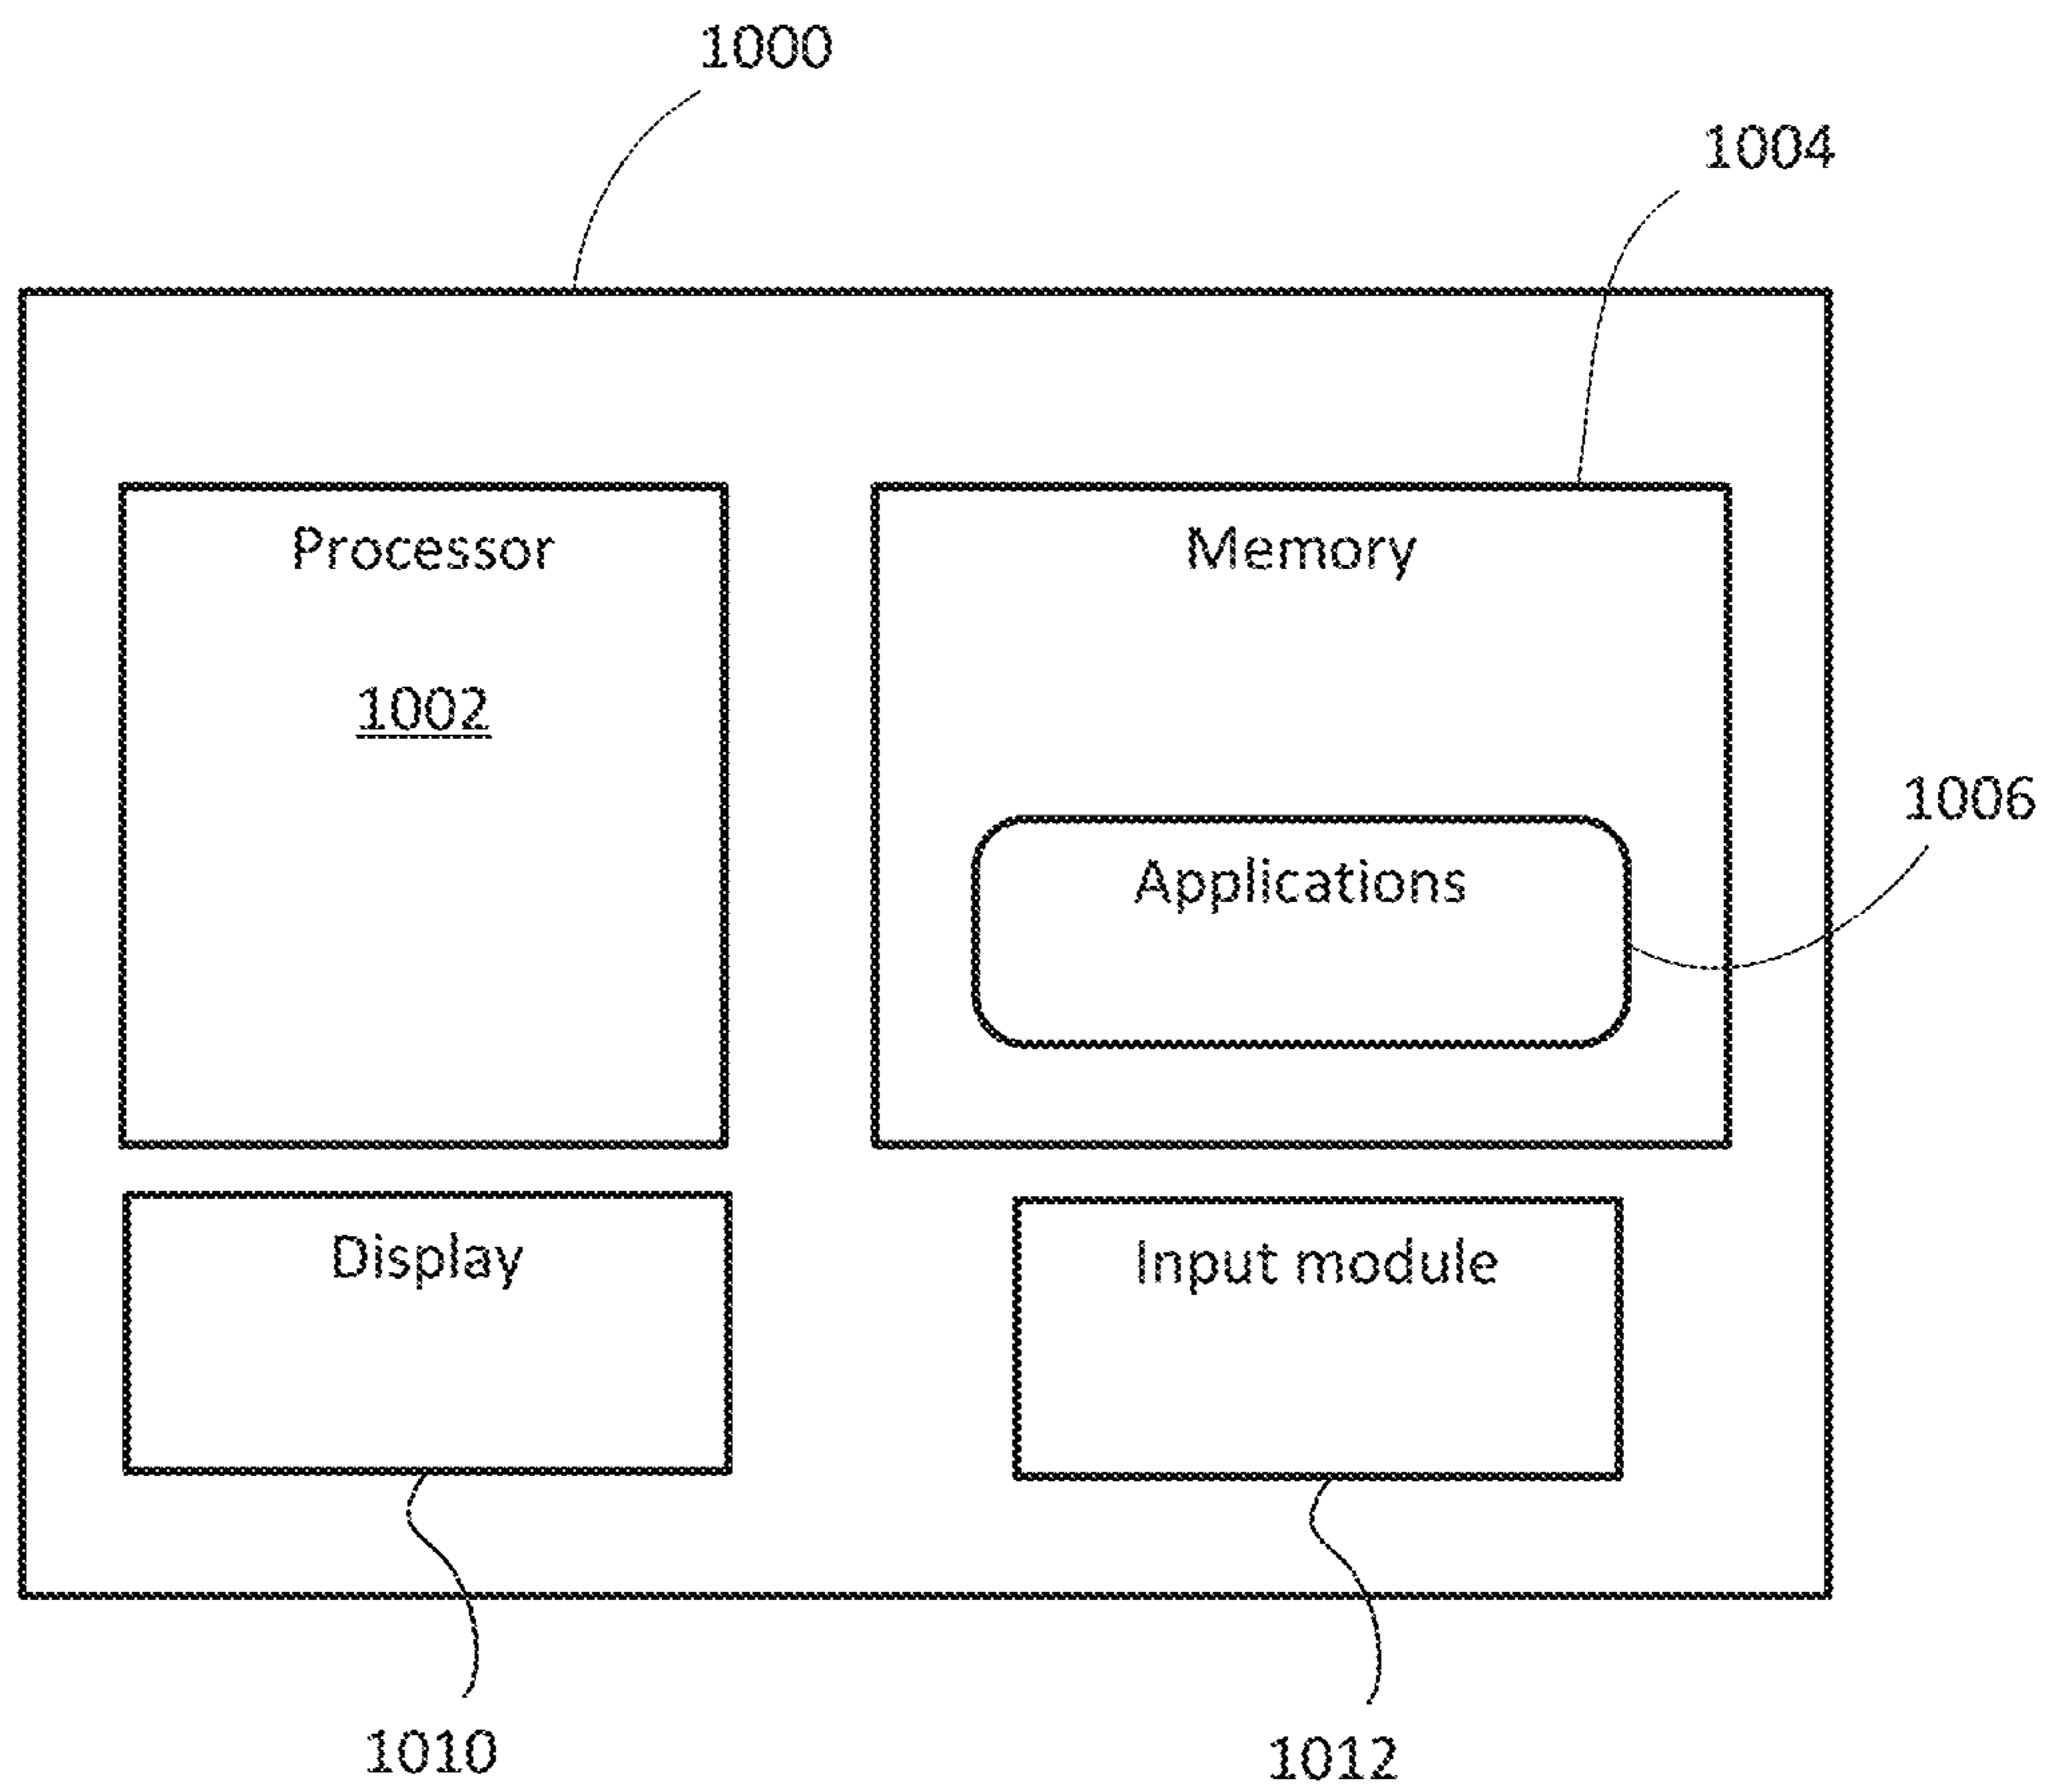 1000
1004
Processor
Memory
1002
1006
Applications
Display
Input module
1010
1012